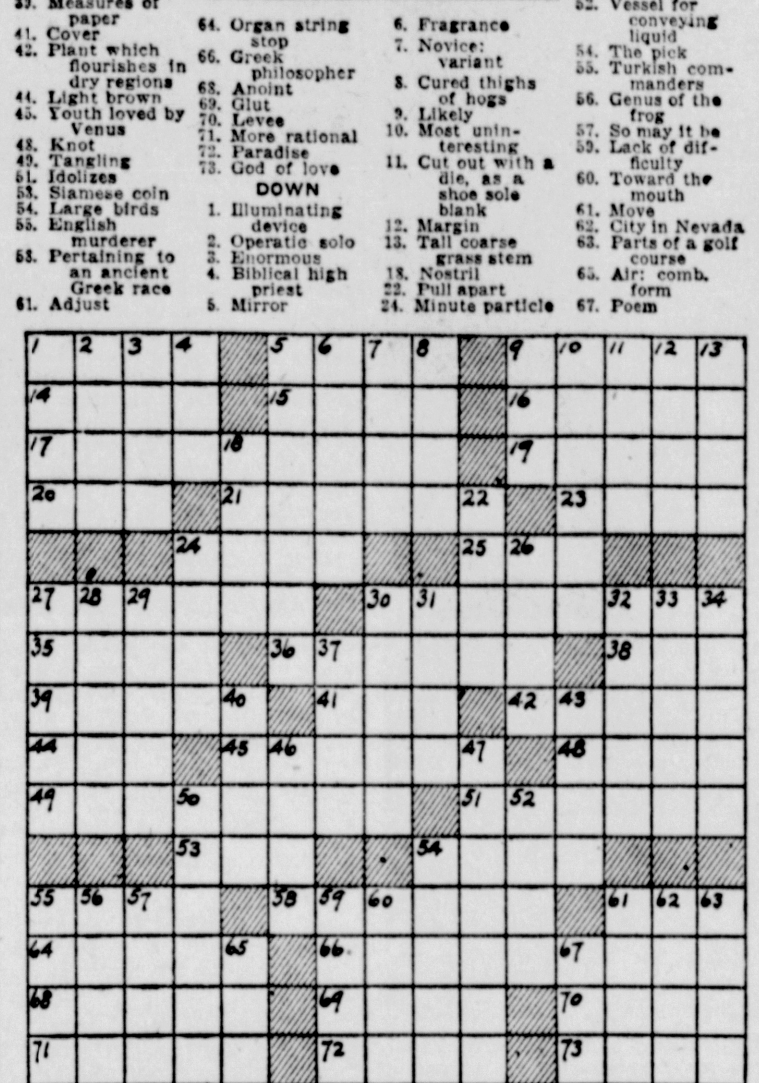 39. Measures of
paper
41. Cover
42. Plant which
flourishes in
dry regions
44. Light brown
45. Youth loved by
Venus
48. Knot
49. Tangling
51. Idolizes
53. Siamese coin
54. Large birds
55. English
murderer
58. Pertaining to
an ancient
Greek race
61. Adjust
64. Organ string
stop
66. Greek
philosopher
68. Anoint
69. Glut
70. Levee
71. More rational
72. Paradise
73. God of love
DOWN
1. Illuminating
device
2. Operatic solo
3. Enormous
4. Biblical high
priest
5. Mirror
6. Fragrance
7. Novice:
variant
8. Cured thighs
of hogs
9. Likely
10. Most unin-
teresting
11. Cut out with a
die, as a
shoe sole
blank
12. Margin
13. Tall coarse
grass stem
18. Nostril
22. Pull apart
24. Minute particle
52. Vessel for
conveying
liquid
54. The pick
55. Turkish com-
manders
56. Genus of the
frog
57. So may it be
59. Lack of dif-
ficulty
60. Toward the
mouth
61. Move
62. City in Nevada
63. Parts of a golf
course
65. Air: comb.
form
67. Poem
1 2 3 4 5 6 7 8 9 10 11 12 13
14 15 16
17 18 19
20 21 22 23
24 25 26
27 28 29 30 31 32 33 34
35 36 37 38
39 40 41 42 43
44 45 46 47 48
49 50 51 52
53 54
55 56 57 58 59 60 61 62 63
64 65 66 67
68 69 70
71 72 73